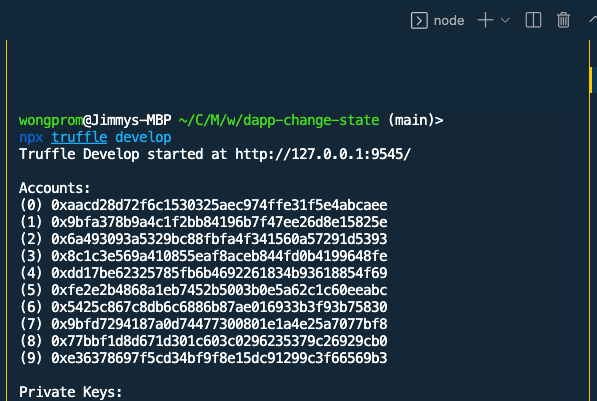 node
wongprom@Jimmys-MBP ~/C/M/w/dapp-change-state (main)>
npx truffle develop
Truffle Develop started at http://127.0.0.1:9545/
Accounts:
(0) 0xaacd28d72f6c1530325aec974ffe31f5e4abcaee
(1) 0x9bfa378b9a4c1f2bb84196b7f47ee26d8e15825e
(2) 0x6a493093a5329bc88fbfa4f341560a57291d5393
(3) 0x8c1c3e569a410855eaf8aceb844fd0b4199648fe
(4) 0xdd17be62325785fb6b4692261834b93618854f69
(5) 0xfe2e2b4868a1eb7452b5003b0e5a62c1c60eeabc
(6) 0x5425c867c8db6c6886b87ae016933b3f93b75830
(7) 0x9bfd7294187a0d74477300801e1a4e25a7077bf8
(8) 0x77bbf1d8d671d301c603c0296235379c26929cb0
(9) 0xe36378697f5cd34bf9f8e15dc91299c3f66569b3
Private Keys: